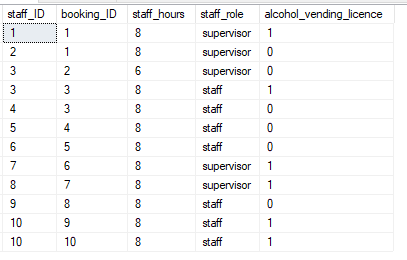 staff_ID booking_ID staff_hours staff_role alcohol_vending_licence
1 1 8 supervisor 1
2 1 8 supervisor 0
3 2 6 supervisor 0
3 3 8 staff 1
4 3 8 staff 0
5 4 8 staff 0
6 5 8 staff 0
7 6 8 supervisor 1
8 7 8 supervisor 1
9 8 8 staff 0
10 9 8 staff 1
10 10 8 staff 1